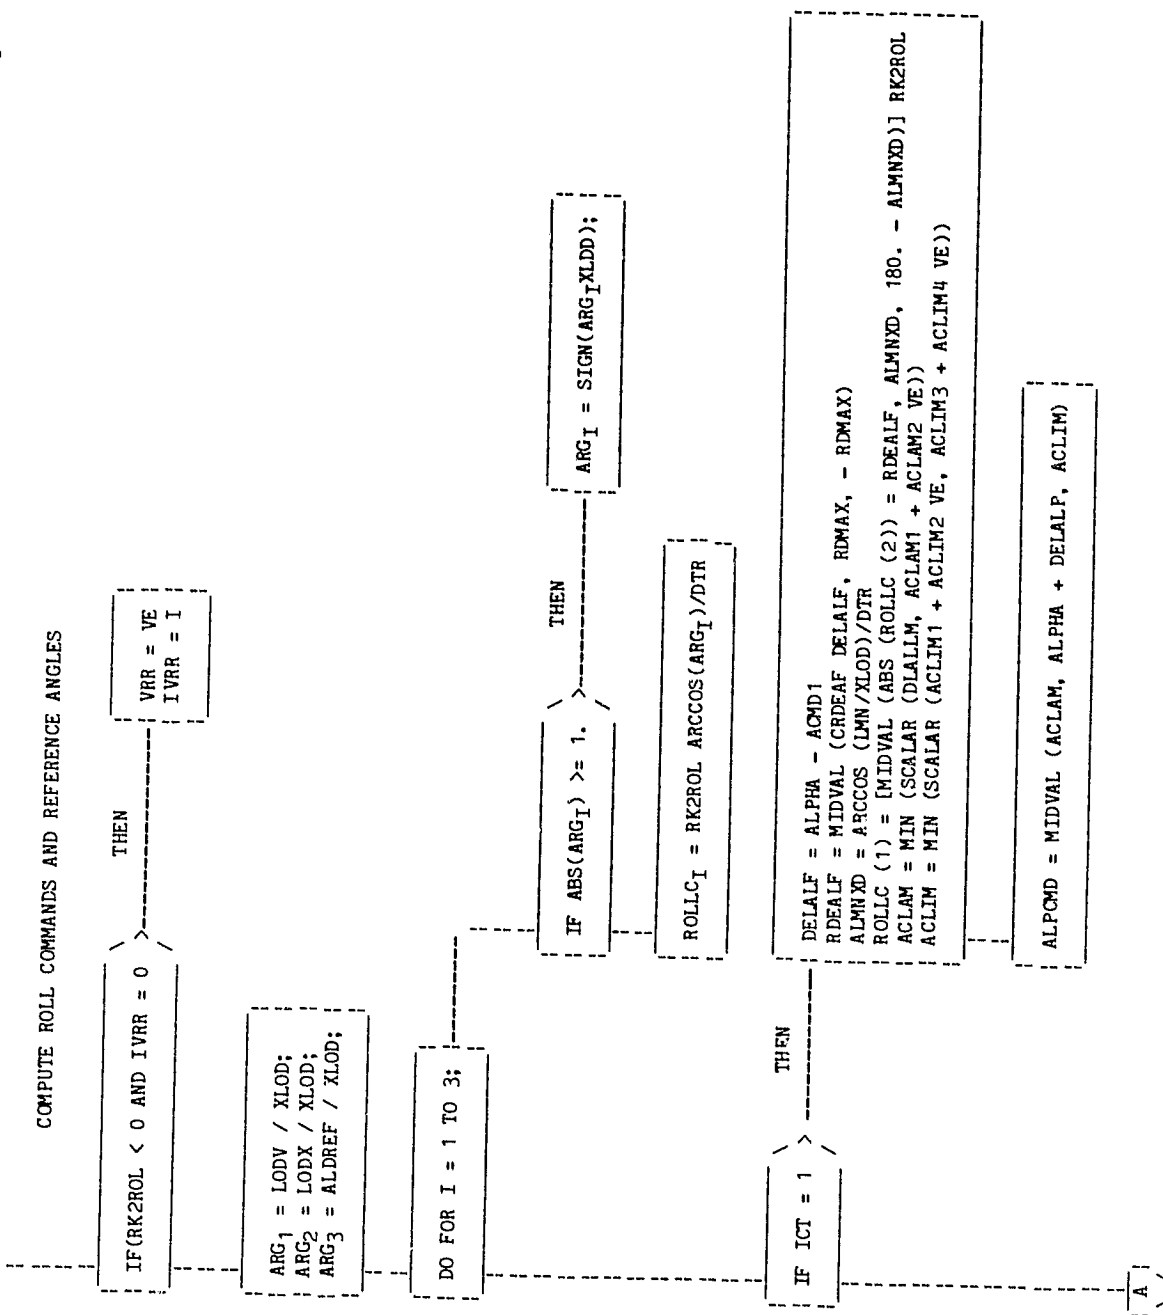 COMPUTE ROLL COMMANDS AND REFERENCE ANGLES
IF(RK2ROL < 0 AND IVRR = 0
THEN
VRR = VE
IVRR = I
ARG1 = LODV / XLOD;
ARG2 = LODX / XLOD;
ARG3 = ALDREF / XLOD;
DO FOR I = 1 TO 3;
IF ABS(ARGI) >= 1.
THEN
ARGI = SIGN(ARGIXLDD);
ROLLCI = RK2ROL ARCCOS(ARGI)/DTR
IF ICT = 1
THEN
DELALF = ALPHA - ACMD1
RDEALF = MIDVAL (CRDEAF DELALF, RDMAX, - RDMAX)
ALMNXD = ARCCOS (LMN/XLOD)/DTR
ROLLC (1) = [MIDVAL (ABS (ROLLC (2)) = RDEALF, ALMNXD, 180. - ALMNXD)] RK2ROL
ACLAM = MIN (SCALAR (DLALLM, ACLAM1 + ACLAM2 VE))
ACLIM = MIN (SCALAR (ACLIM1 + ACLIM2 VE, ACLIM3 + ACLIM4 VE))
ALPCMD = MIDVAL (ACLAM, ALPHA + DELALP, ACLIM)
A